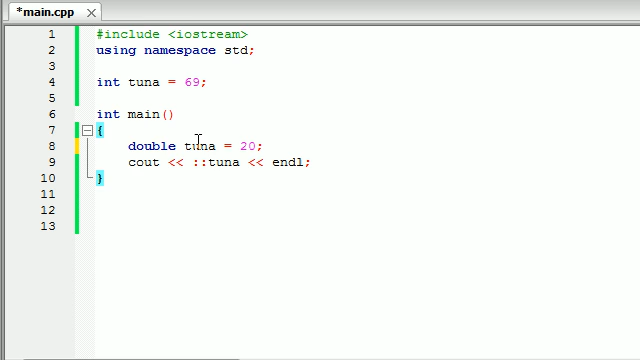 *main.cpp
1 #include <iostream>
2 using namespace std;
3
4 int tuna = 69;
5
6 int main()
7 {
8 double tuna = 20;
9 cout << ::tuna << endl;
10 }
11
12
13